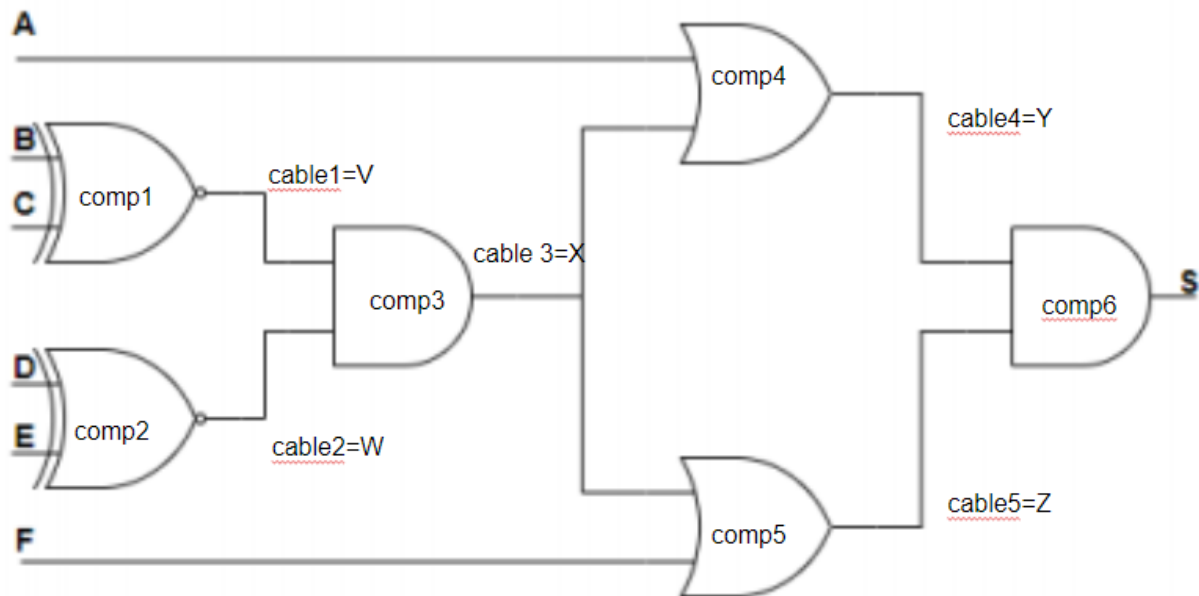 A
comp4
cable4=Y
B
cable1=V
comp1
C
cable 3=X
S
comp3
comp6
D
comp2
E
cable2=W
cable5=Z
F
comp5